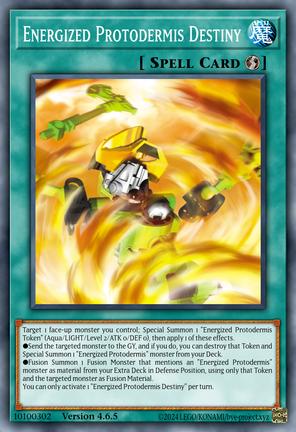 Energized Protodermis Destiny
魔
[ Spell Card ]
Target 1 face-up monster you control; Special Summon 1 "Energized Protodermis
Token" (Aqua/LIGHT/Level 2/ATK 0/DEF 0), then apply 1 of these effects.
●Send the targeted monster to the GY, and if you do, you can destroy that Token and
Special Summon 1 "Energized Protodermis" monster from your Deck.
●Fusion Summon 1 Fusion Monster that mentions an "Energized Protodermis"
monster as material from your Extra Deck in Defense Position, using only that Token
and the targeted monster as Fusion Material.
You can only activate 1 "Energized Protodermis Destiny" per turn.
10100302 Version 4.6.5 ©2024 LEGO/KONAMI/bye-project.xyz